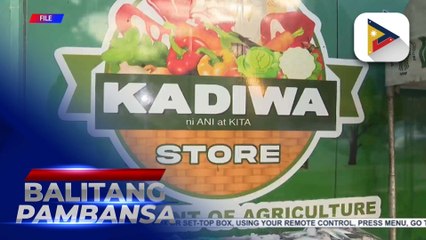 FILE
KADIWA
ni ANI at KITA
STORE
BALITANG
PAMBANSA
T OF AGRICULTURE
OR SET-TOP BOX, USING YOUR REMOTE CONTROL, PRESS MENU, GO T